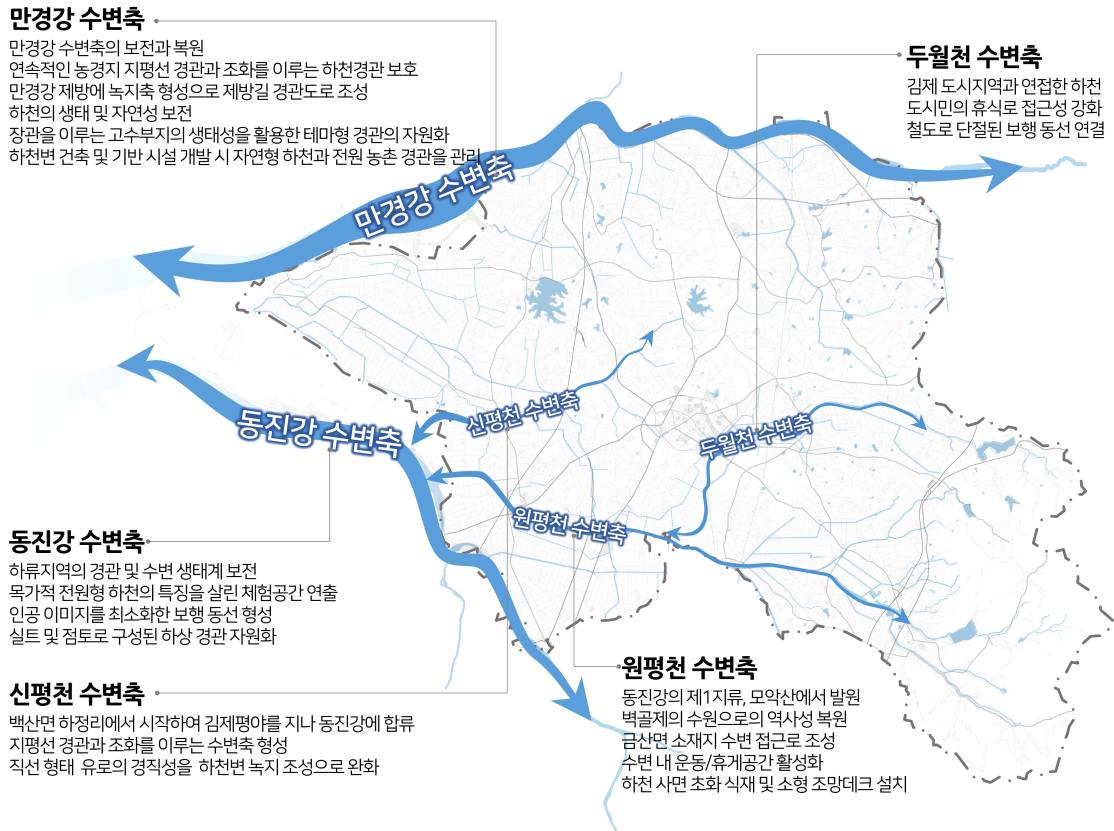 만경강 수변축
만경강 수변축의 보전과 복원
연속적인 농경지 지평선 경관과 조화를 이루는 하천경관 보호
만경강 제방에 녹지축 형성으로 제방길 경관도로 조성
하천의 생태 및 자연성 보전
장관을 이루는 고수부지의 생태성을 활용한 테마형 경관의 자원화
하천변 건축 및 기반 시설 개발 시 자연형 하천과 전원 농촌 경관을 관리
두월천 수변축
김제 도시지역과 연접한 하천
도시민의 휴식로 접근성 강화
철도로 단절된 보행 동선 연결
만경강 수변축
동진강 수변축
신평천 수변축
두월천 수변축
원평천 수변축
동진강 수변축
하류지역의 경관 및 수변 생태계 보전
목가적 전원형 하천의 특징을 살린 체험공간 연출
인공 이미지를 최소화한 보행 동선 형성
실트 및 점토로 구성된 하상 경관 자원화
신평천 수변축
백산면 하정리에서 시작하여 김제평야를 지나 동진강에 합류
지평선 경관과 조화를 이루는 수변축 형성
직선 형태 유로의 경직성을 하천변 녹지 조성으로 완화
원평천 수변축
동진강의 제1지류, 모악산에서 발원
벽골제의 수원으로의 역사성 복원
금산면 소재지 수변 접근로 조성
수변 내 운동/휴게공간 활성화
하천 사면 초화 식재 및 소형 조망데크 설치